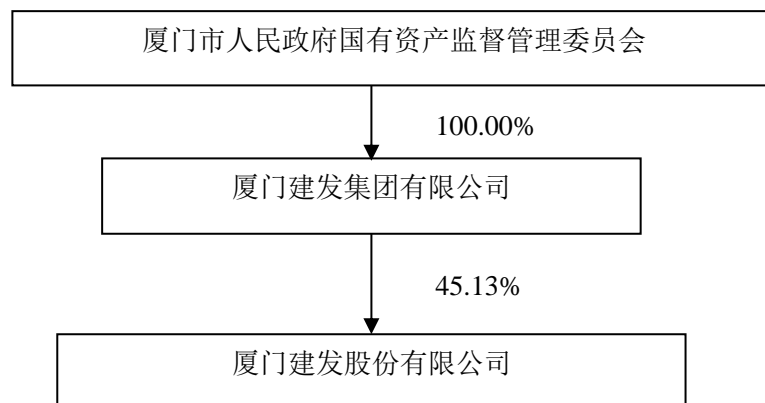 厦门市人民政府国有资产监督管理委员会
100.00%
厦门建发集团有限公司
45.13%
厦门建发股份有限公司